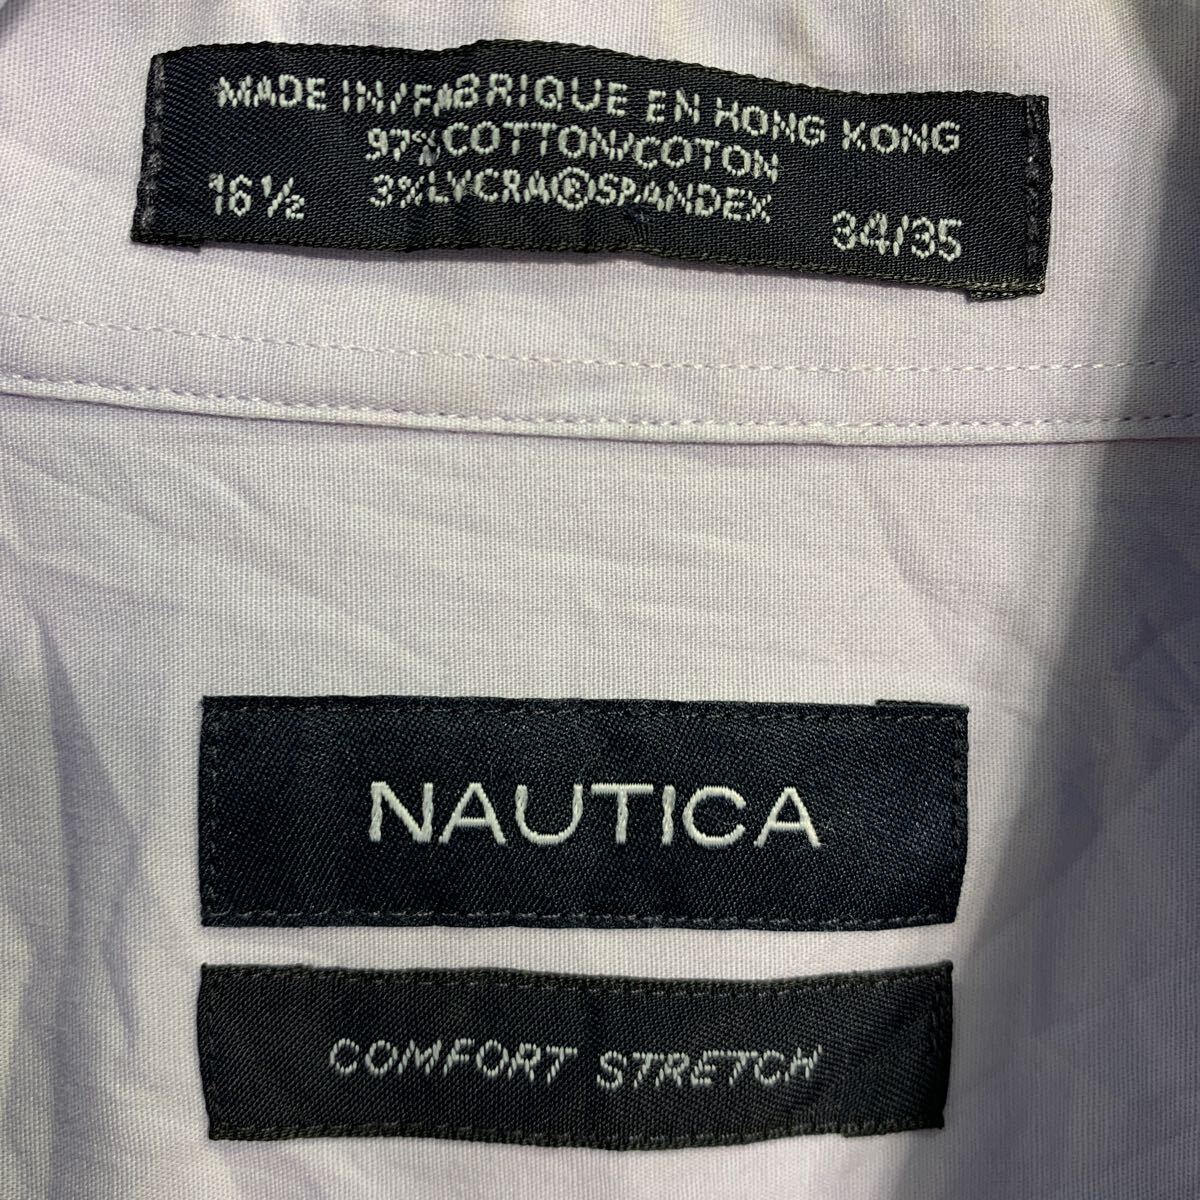 MADE IN/FABRIQUE EN HONG KONG
97% COTTON/COTON
16½ 3% LYCRA® SPANDEX 34/35
NAUTICA
COMFORT STRETCH